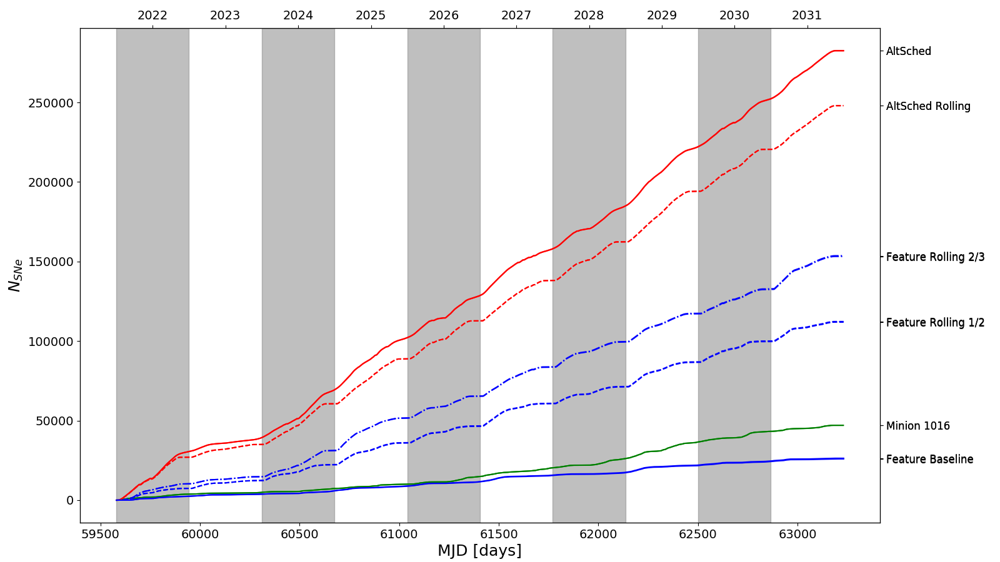 2022 2023 2024 2025 2026 2027 2028 2029 2030 2031
AltSched
250000
AltSched Rolling
200000
150000
Feature Rolling 2/3
N_SNe
Feature Rolling 1/2
100000
50000
Minion 1016
Feature Baseline
0
59500 60000 60500 61000 61500 62000 62500 63000
MJD [days]